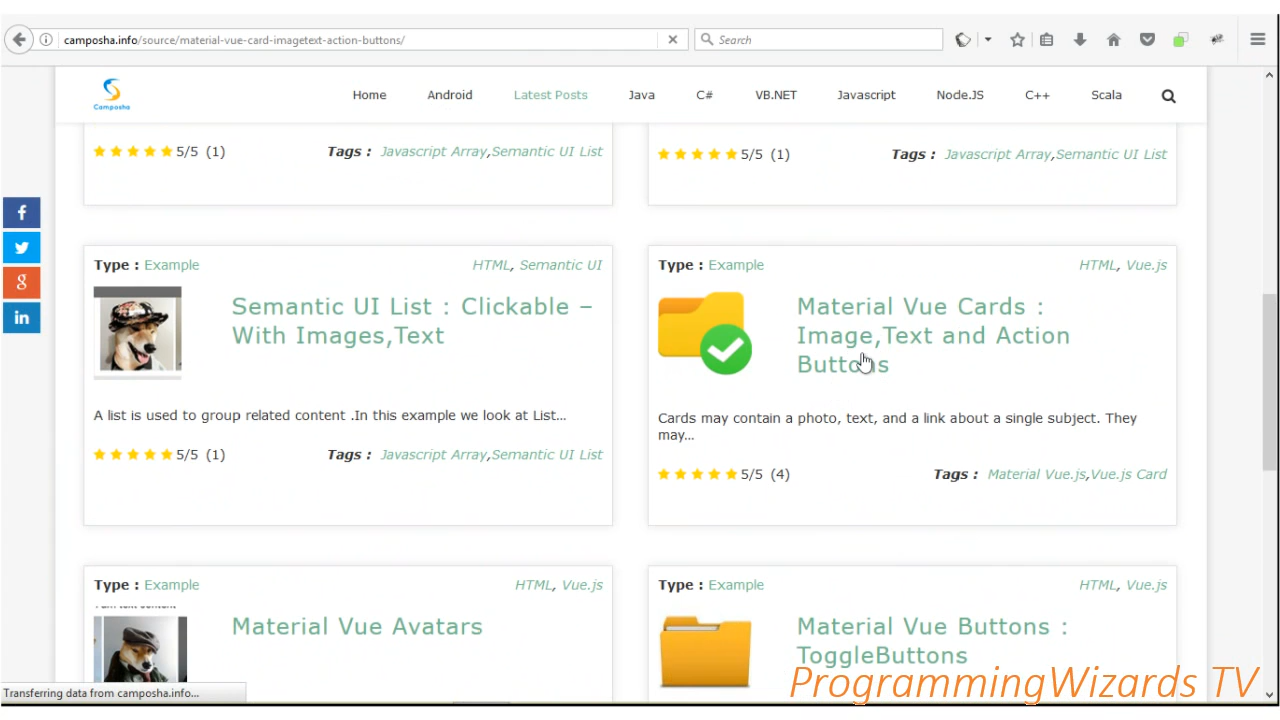 camposha.info/source/material-vue-card-imagetext-action-buttons/
Search
Camposha
Home
Android
Latest Posts
Java
C#
VB.NET
Javascript
Node.JS
C++
Scala
5/5 (1)
Tags : Javascript Array,Semantic UI List
5/5 (1)
Tags : Javascript Array,Semantic UI List
f
g
in
Type : Example
HTML, Semantic UI
Semantic UI List : Clickable –
With Images,Text
A list is used to group related content .In this example we look at List...
5/5 (1)
Tags : Javascript Array,Semantic UI List
Type : Example
HTML, Vue.js
Material Vue Cards :
Image,Text and Action
Buttons
Cards may contain a photo, text, and a link about a single subject. They
may...
5/5 (4)
Tags : Material Vue.js,Vue.js Card
Type : Example
HTML, Vue.js
Material Vue Avatars
Type : Example
HTML, Vue.js
Material Vue Buttons :
ToggleButtons
Transferring data from camposha.info...
ProgrammingWizards TV